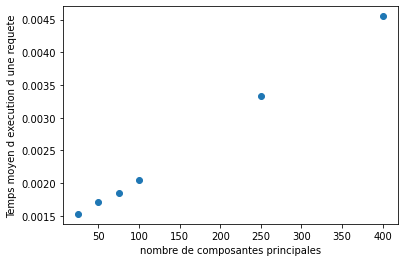 Temps moyen d execution d une requete
0.0045
0.0040
0.0035
0.0030
0.0025
0.0020
0.0015
50 100 150 200 250 300 350 400
nombre de composantes principales